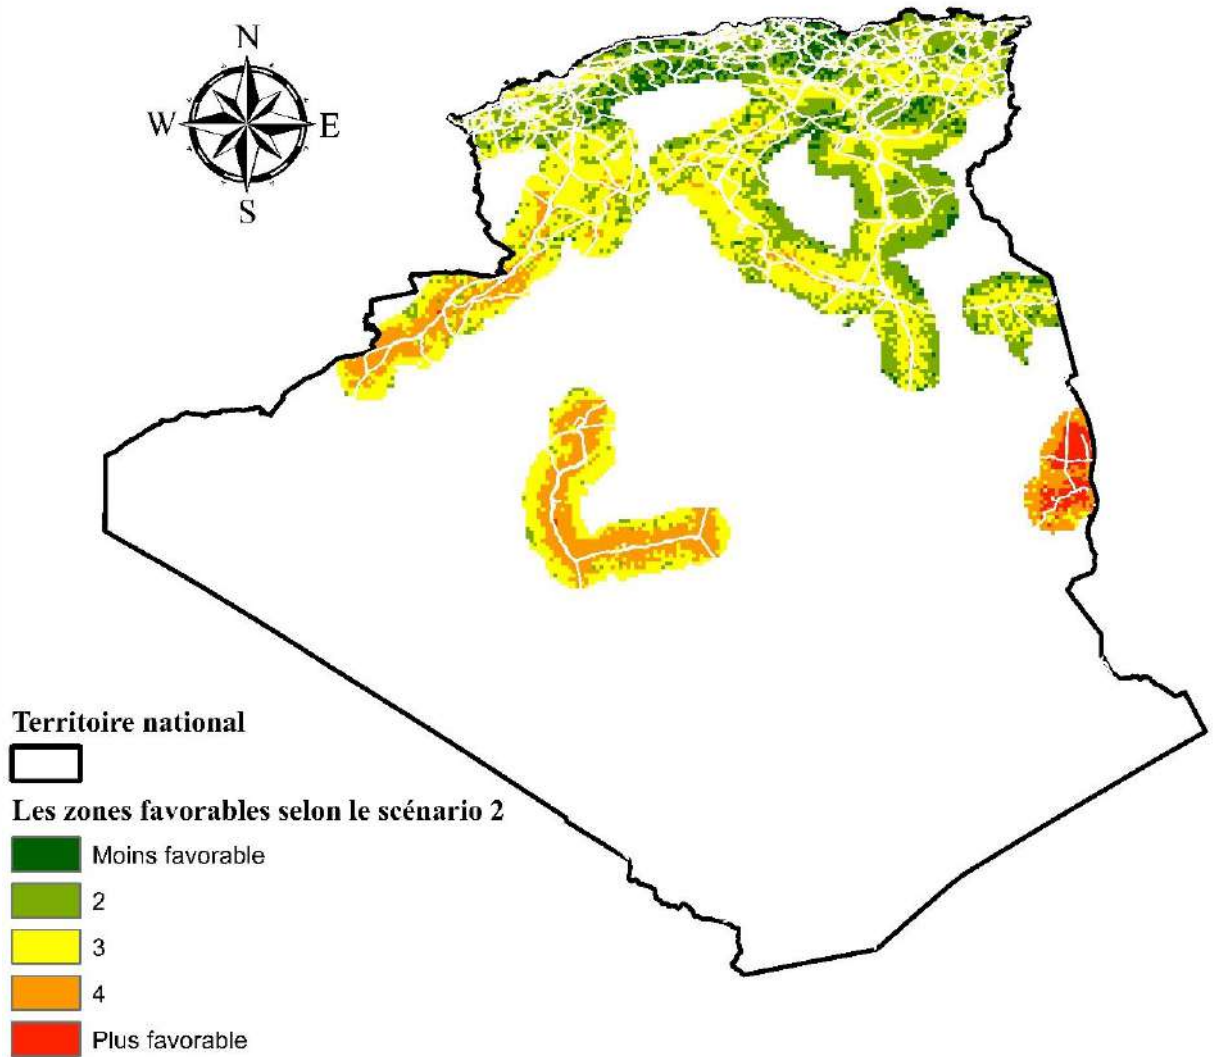 N
W
E
S
Territoire national
Les zones favorables selon le scénario 2
Moins favorable
2
3
4
Plus favorable